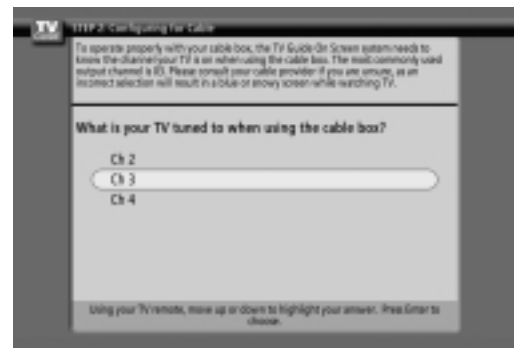 TV
STEP 2: Configuring for Cable
To operate properly with your cable box, the TV Guide On Screen system needs to
know the channel your TV is on when using the cable box. The most commonly used
output channel is Please consult your cable provider if you are unsure, as an
incorrect selection will result in a blue or snowy screen while watching TV.
What is your TV tuned to when using the cable box?
Ch 2
Ch 3
Ch 4
Using your TV remote, move up or down to highlight your answer. Press Enter to
choose.